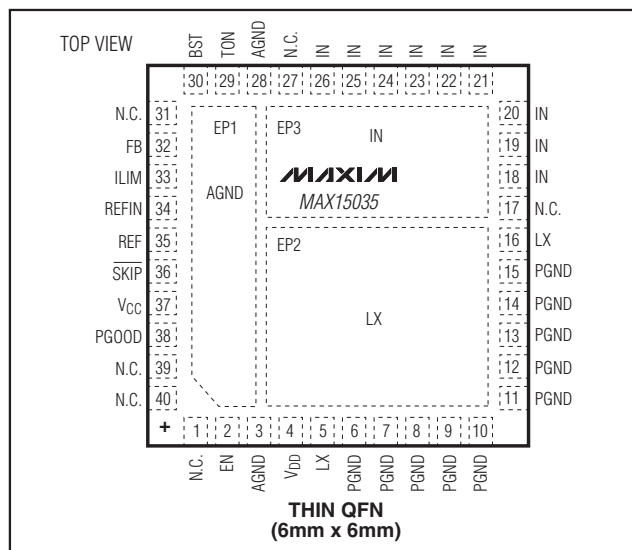 TOP VIEW
BST TON AGND N.C. IN IN IN IN IN IN
30 29 28 27 26 25 24 23 22 21
N.C. 31
FB 32
ILIM 33
REFIN 34
REF 35
SKIP 36
VCC 37
PGOOD 38
N.C. 39
N.C. 40
EP1
AGND
EP3
IN
MAXIM
MAX15035
EP2
LX
20 IN
19 IN
18 IN
17 N.C.
16 LX
15 PGND
14 PGND
13 PGND
12 PGND
11 PGND
+ 1 2 3 4 5 6 7 8 9 10
N.C. EN AGND VDD LX PGND PGND PGND PGND PGND
THIN QFN
(6mm x 6mm)